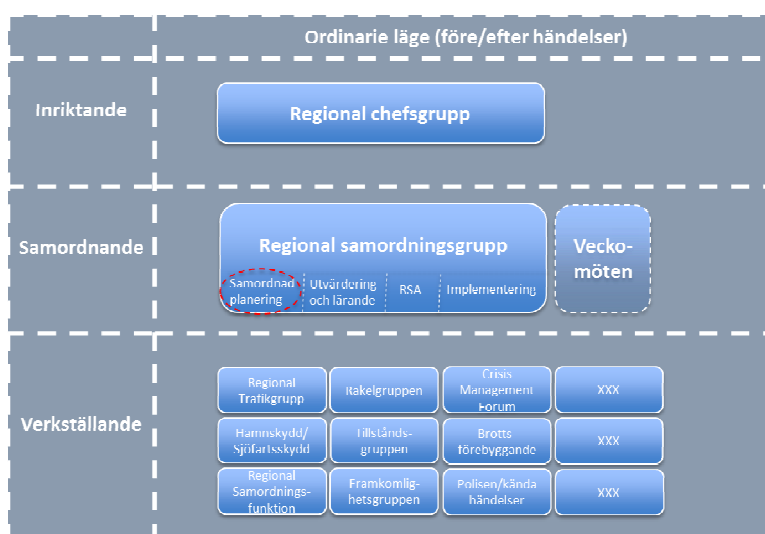 Ordinarie läge (före/efter händelser)
Inriktande
Regional chefsgrupp
Samordnande
Regional samordningsgrupp
Samordnad
planering
Utvärdering
och lärande
RSA
Implementering
Vecko-
möten
Verkställande
Regional
Trafikgrupp
Rakelgruppen
Crisis
Management
Forum
XXX
Hamnskydd/
Sjöfartsskydd
Tillstånds-
gruppen
Brotts
förebyggande
XXX
Regional
Samordnings-
funktion
Framkomlig-
hetsgruppen
Polisen/kända
händelser
XXX